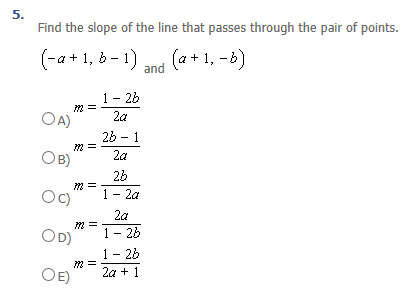 5.
Find the slope of the line that passes through the pair of points.
(-a + 1, b - 1) and (a + 1, -b)
A) m = (1 - 2b)/(2a)
B) m = (2b - 1)/(2a)
C) m = (2b)/(1 - 2a)
D) m = (2a)/(1 - 2b)
E) m = (1 - 2b)/(2a + 1)